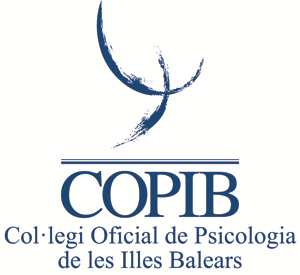 COPIB
Col·legi Oficial de Psicologia
de les Illes Balears